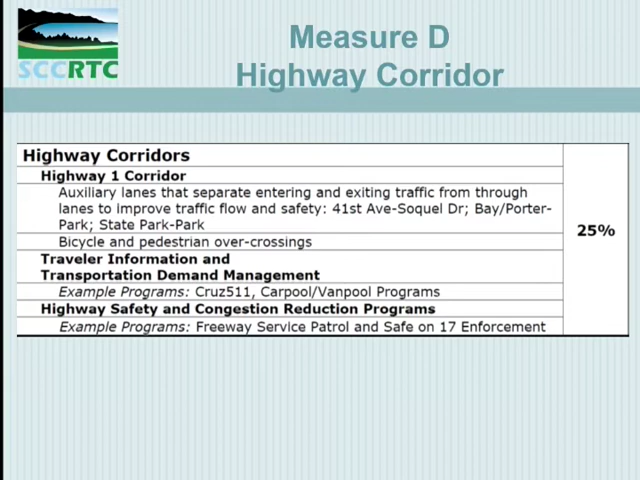 SCCRTC
Measure D
Highway Corridor
Highway Corridors
Highway 1 Corridor
Auxiliary lanes that separate entering and exiting traffic from through
lanes to improve traffic flow and safety: 41st Ave-Soquel Dr; Bay/Porter-
Park; State Park-Park
Bicycle and pedestrian over-crossings
Traveler Information and
Transportation Demand Management
Example Programs: Cruz511, Carpool/Vanpool Programs
Highway Safety and Congestion Reduction Programs
Example Programs: Freeway Service Patrol and Safe on 17 Enforcement
25%